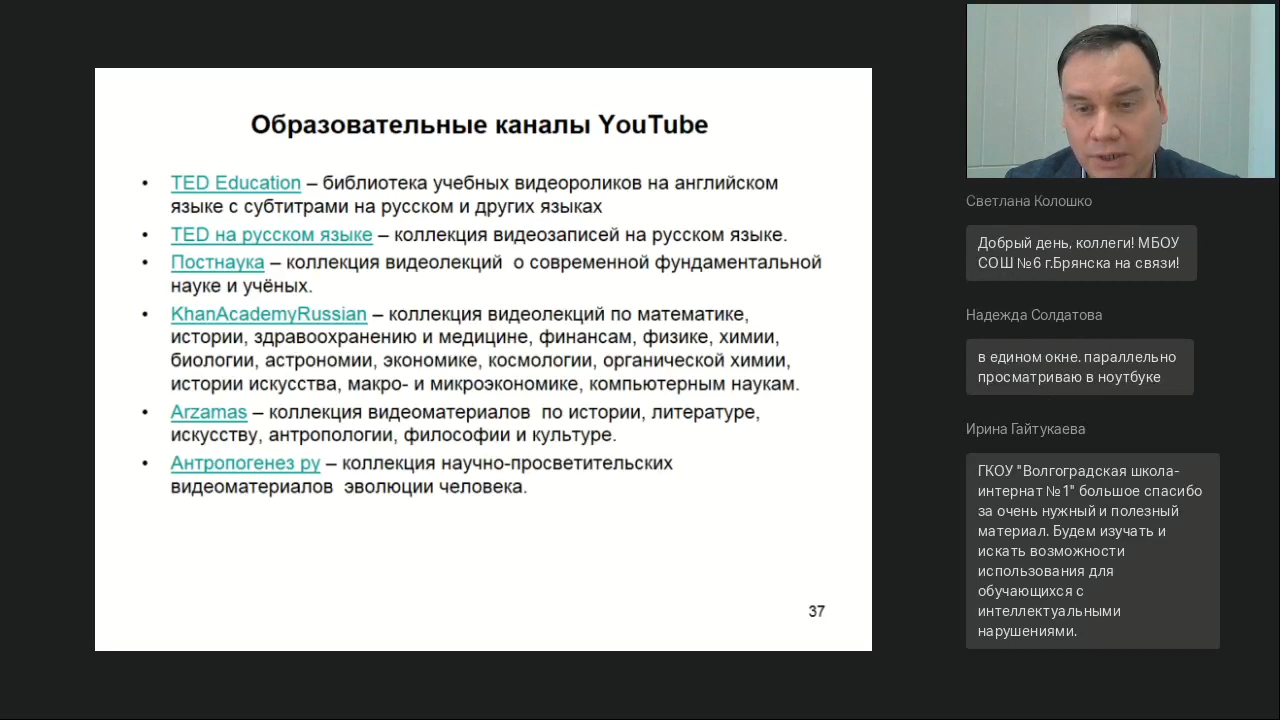 Образовательные каналы YouTube
• TED Education – библиотека учебных видеороликов на английском
языке с субтитрами на русском и других языках
• TED на русском языке – коллекция видеозаписей на русском языке.
• Постнаука – коллекция видеолекций о современной фундаментальной
науке и учёных.
• KhanAcademyRussian – коллекция видеолекций по математике,
истории, здравоохранению и медицине, финансам, физике, химии,
биологии, астрономии, экономике, космологии, органической химии,
истории искусства, макро- и микроэкономике, компьютерным наукам.
• Arzamas – коллекция видеоматериалов по истории, литературе,
искусству, антропологии, философии и культуре.
• Антропогенез ру – коллекция научно-просветительских
видеоматериалов эволюции человека.
37
Светлана Колошко
Добрый день, коллеги! МБОУ
СОШ №6 г.Брянска на связи!
Надежда Солдатова
в едином окне. параллельно
просматриваю в ноутбуке
Ирина Гайтукаева
ГКОУ "Волгоградская школа-
интернат №1" большое спасибо
за очень нужный и полезный
материал. Будем изучать и
искать возможности
использования для
обучающихся с
интеллектуальными
нарушениями.